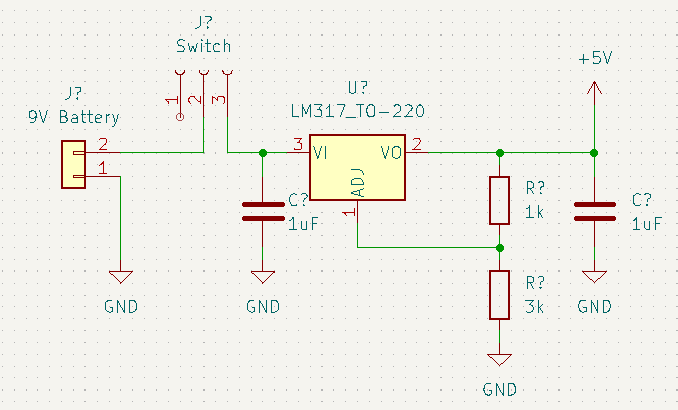 J?
Switch
1
2
3
J?
9V Battery
2
1
GND
U?
LM317_TO-220
3
VI
VO
2
ADJ
1
C?
1uF
GND
R?
1k
R?
3k
GND
+5V
C?
1uF
GND